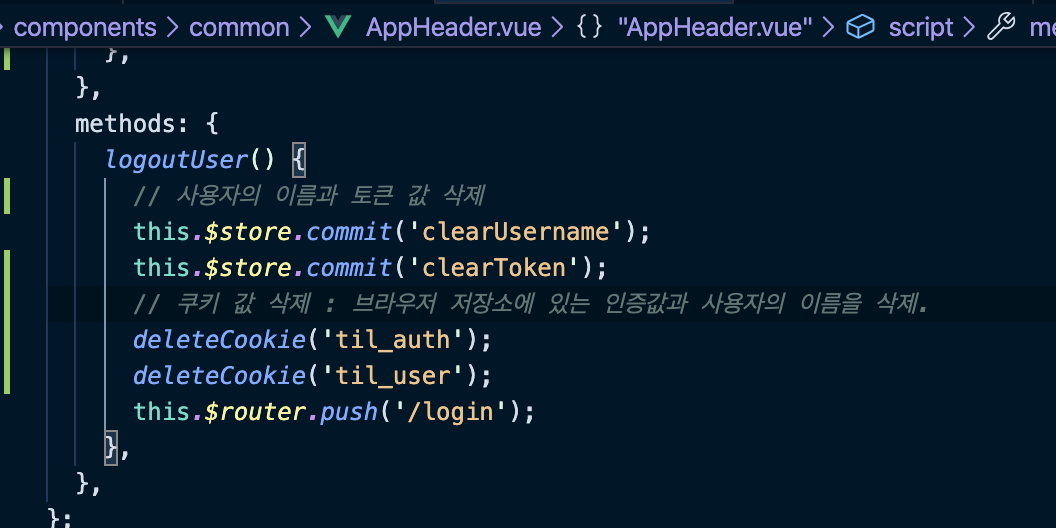 components > common > AppHeader.vue > {} "AppHeader.vue" > script > me
},
},
methods: {
logoutUser() {
// 사용자의 이름과 토큰 값 삭제
this.$store.commit('clearUsername');
this.$store.commit('clearToken');
// 쿠키 값 삭제 : 브라우저 저장소에 있는 인증값과 사용자의 이름을 삭제.
deleteCookie('til_auth');
deleteCookie('til_user');
this.$router.push('/login');
},
},
};